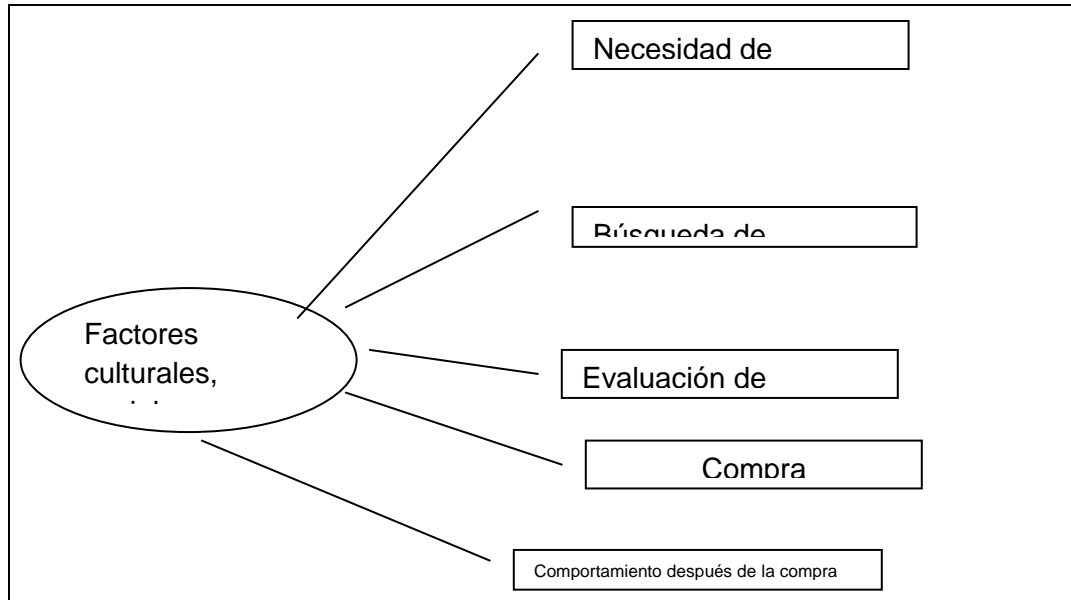 Necesidad de
Búsqueda de
Factores
culturales,
Evaluación de
Compra
Comportamiento después de la compra